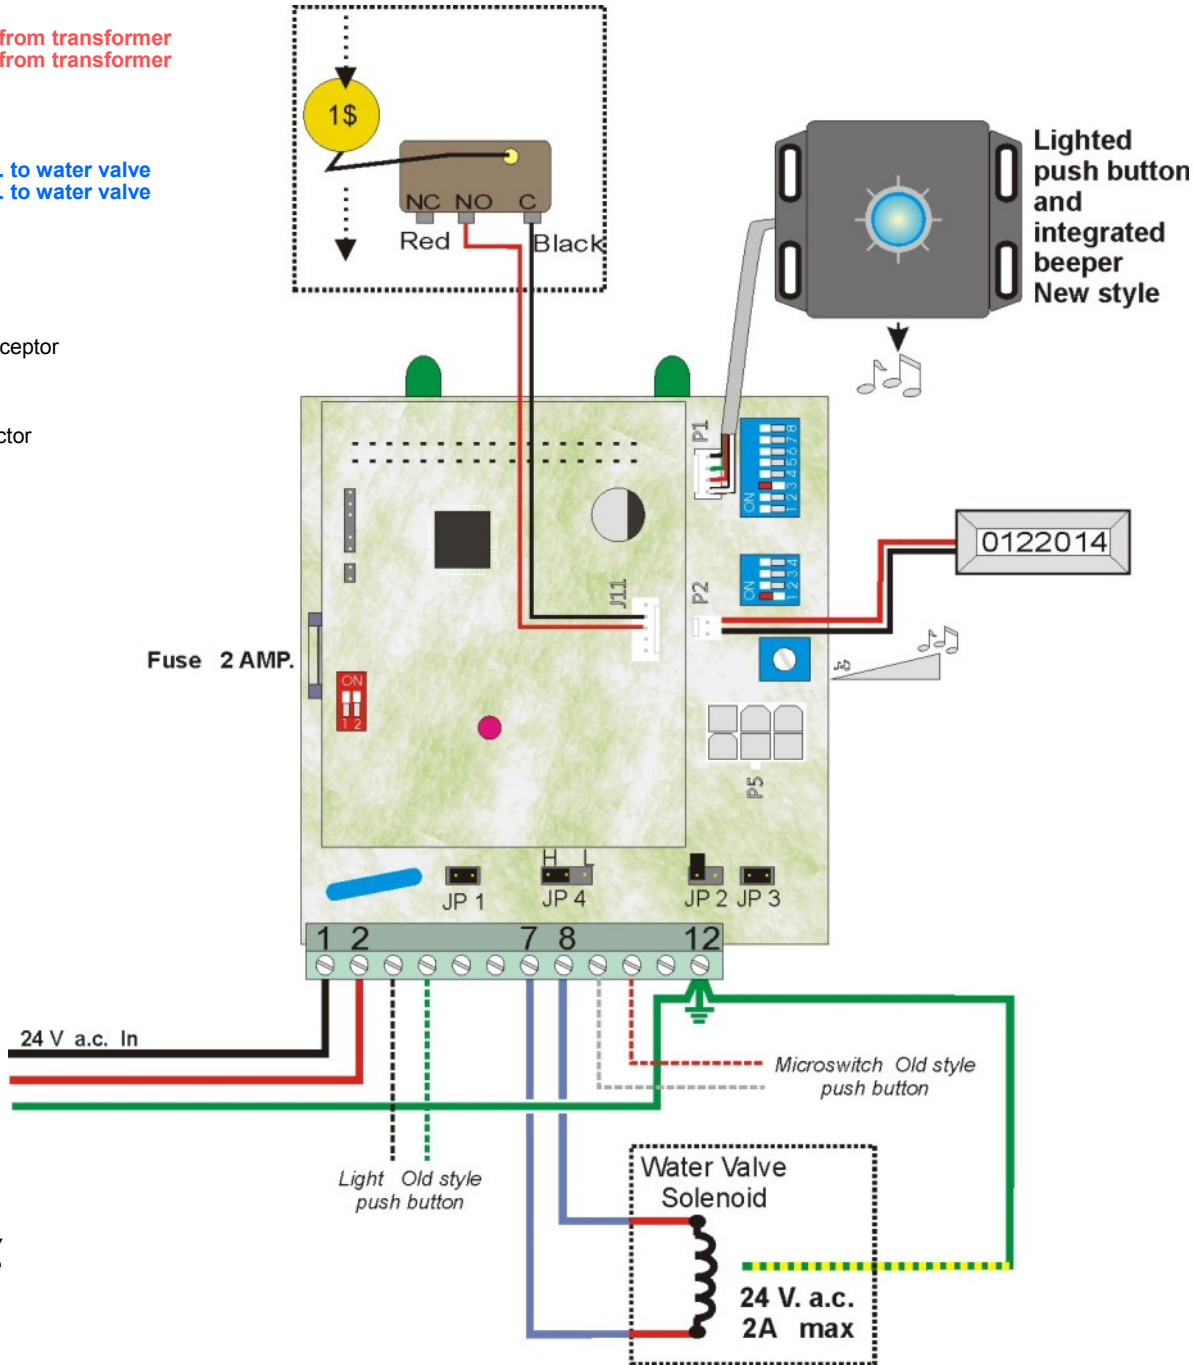 from transformer
from transformer
. to water valve
. to water valve
ceptor
ctor
1$
NC NO C
Red
Black
Lighted
push button
and
integrated
beeper
New style
P1
ON
1 2 3 4 5 6 7 8
ON
1 2 3 4
J11
P2
0122014
Fuse 2 AMP.
ON
1 2
P5
H L
JP 1
JP 4
JP 2
JP 3
1 2 7 8 12
24 V a.c. In
Microswitch Old style
push button
Light Old style
push button
Water Valve
Solenoid
24 V. a.c.
2A max